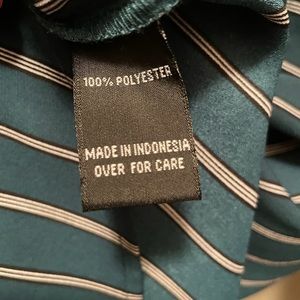 100% POLYESTER
MADE IN INDONESIA
OVER FOR CARE